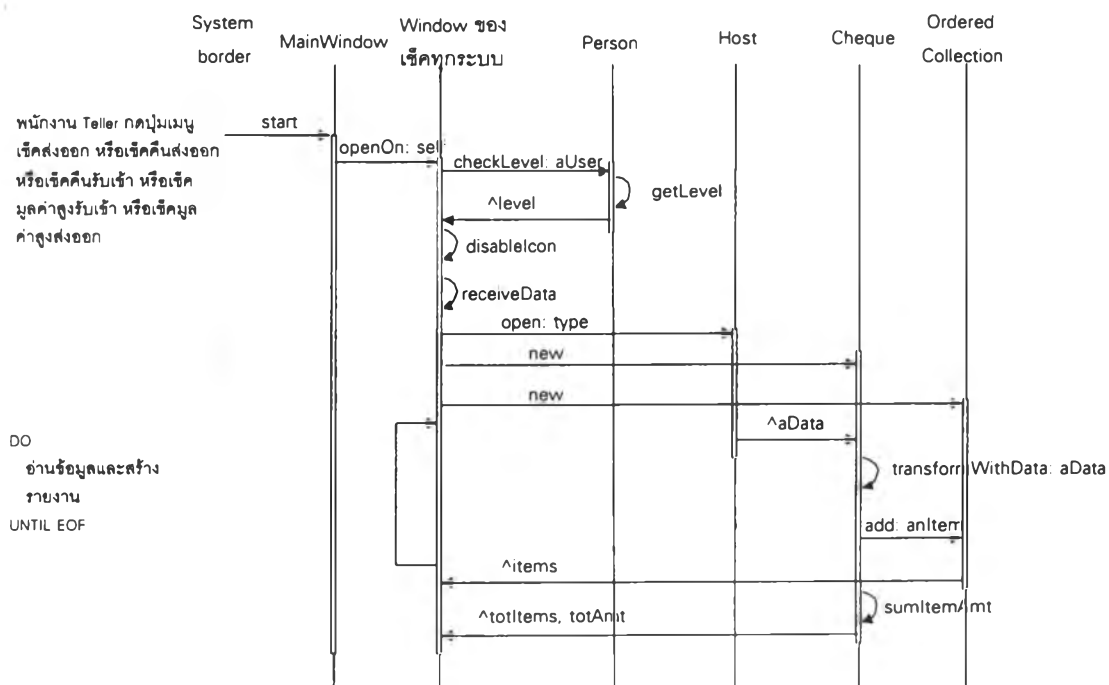 System
border
MainWindow
Window ของ
เช็คทุกระบบ
Person
Host
Cheque
Ordered
Collection
พนักงาน Teller กดปุ่มเมนู
เช็คส่งออก หรือเช็คคืนส่งออก
หรือเช็คคืนรับเข้า หรือเช็ค
มูลค่าสูงรับเข้า หรือเช็คมูล
ค่าสูงส่งออก
start
openOn: self
checkLevel: aUser
getLevel
^level
disableIcon
receiveData
open: type
new
new
^aData
DO
อ่านข้อมูลและสร้าง
รายงาน
UNTIL EOF
transformWithData: aData
add: anItem
^items
sumItemAmt
^totItems, totAmt